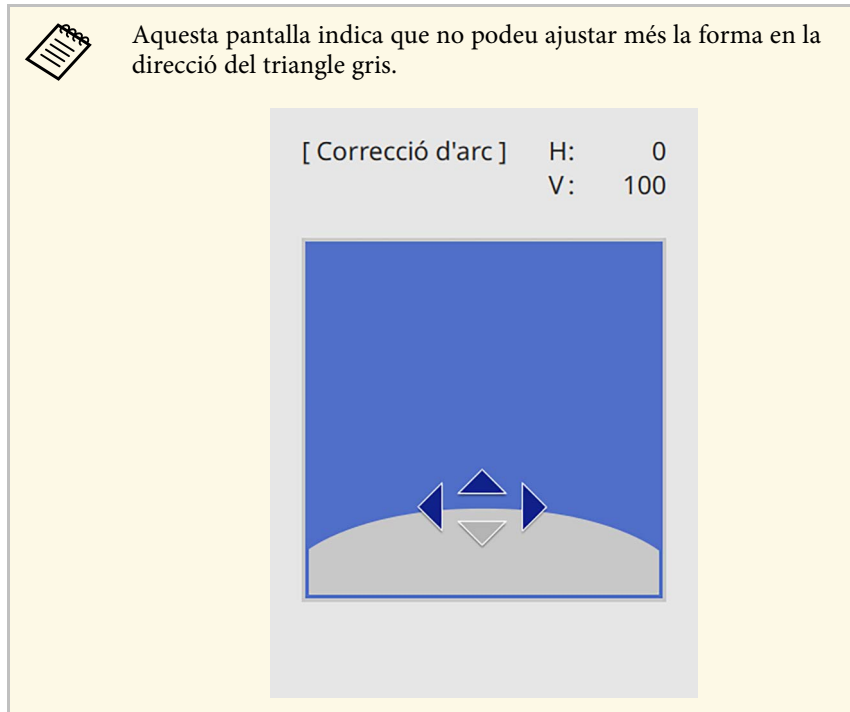 Aquesta pantalla indica que no podeu ajustar més la forma en la
direcció del triangle gris.
[ Correcció d'arc ] H: 0
V: 100